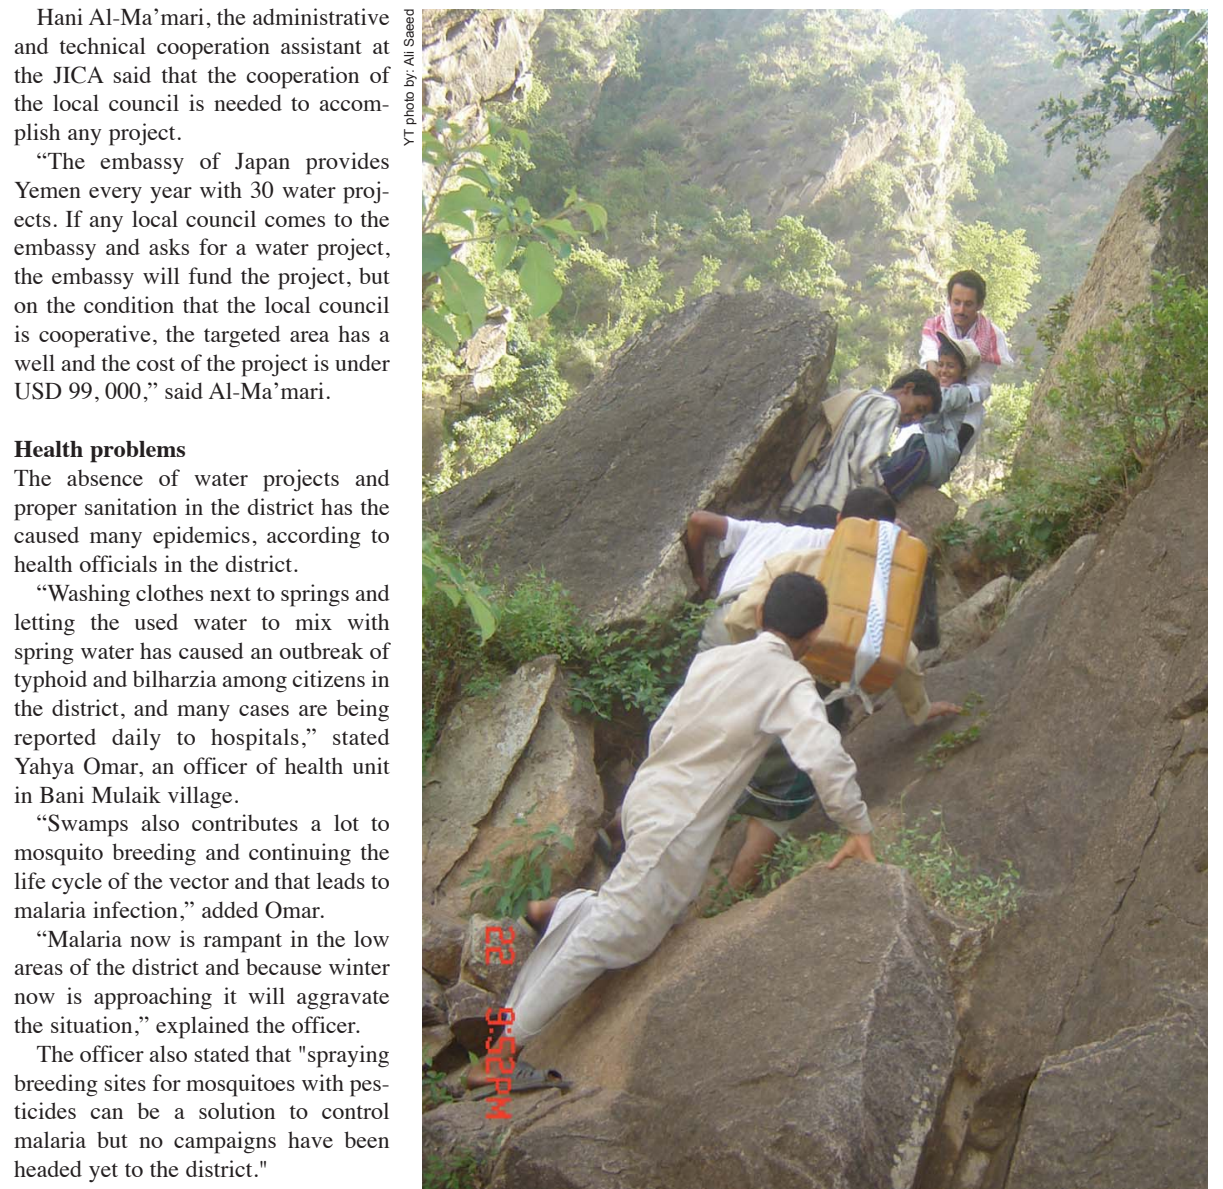 Hani Al-Ma’mari, the administrative
and technical cooperation assistant at
the JICA said that the cooperation of
the local council is needed to accom-
plish any project.
“The embassy of Japan provides
Yemen every year with 30 water proj-
ects. If any local council comes to the
embassy and asks for a water project,
the embassy will fund the project, but
on the condition that the local council
is cooperative, the targeted area has a
well and the cost of the project is under
USD 99, 000,” said Al-Ma’mari.
Health problems
The absence of water projects and
proper sanitation in the district has the
caused many epidemics, according to
health officials in the district.
“Washing clothes next to springs and
letting the used water to mix with
spring water has caused an outbreak of
typhoid and bilharzia among citizens in
the district, and many cases are being
reported daily to hospitals,” stated
Yahya Omar, an officer of health unit
in Bani Mulaik village.
“Swamps also contributes a lot to
mosquito breeding and continuing the
life cycle of the vector and that leads to
malaria infection,” added Omar.
“Malaria now is rampant in the low
areas of the district and because winter
now is approaching it will aggravate
the situation,” explained the officer.
The officer also stated that "spraying
breeding sites for mosquitoes with pes-
ticides can be a solution to control
malaria but no campaigns have been
headed yet to the district."
YT photo by: Ali Saeed
22 9:52PM